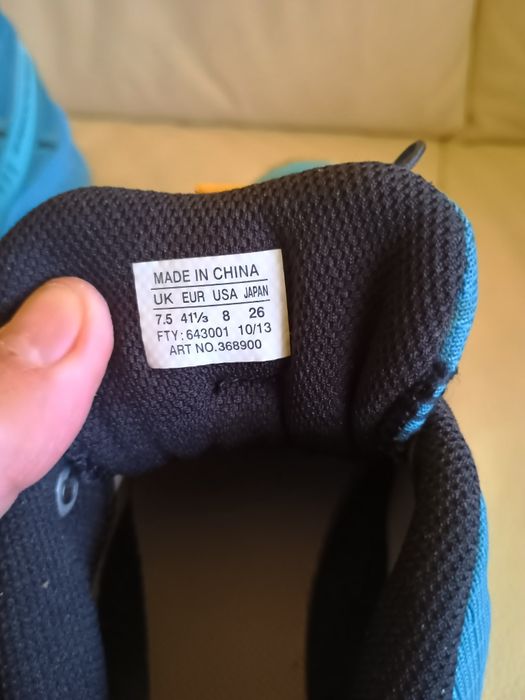 MADE IN CHINA
UK EUR USA JAPAN
7.5 41⅓ 8 26
FTY: 643001 10/13
ART NO.368900